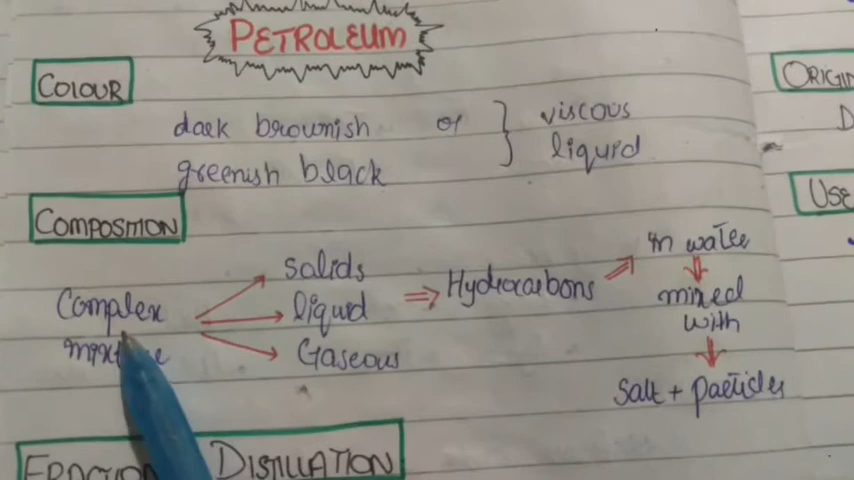 PETROLEUM
COLOUR
dark brownish or
greenish black
viscous
liquid
COMPOSITION
Complex
solids
liquid
Gaseous
Hydrocarbons
in water
mixed
with
Salt + particles
DISTILLATION
USE